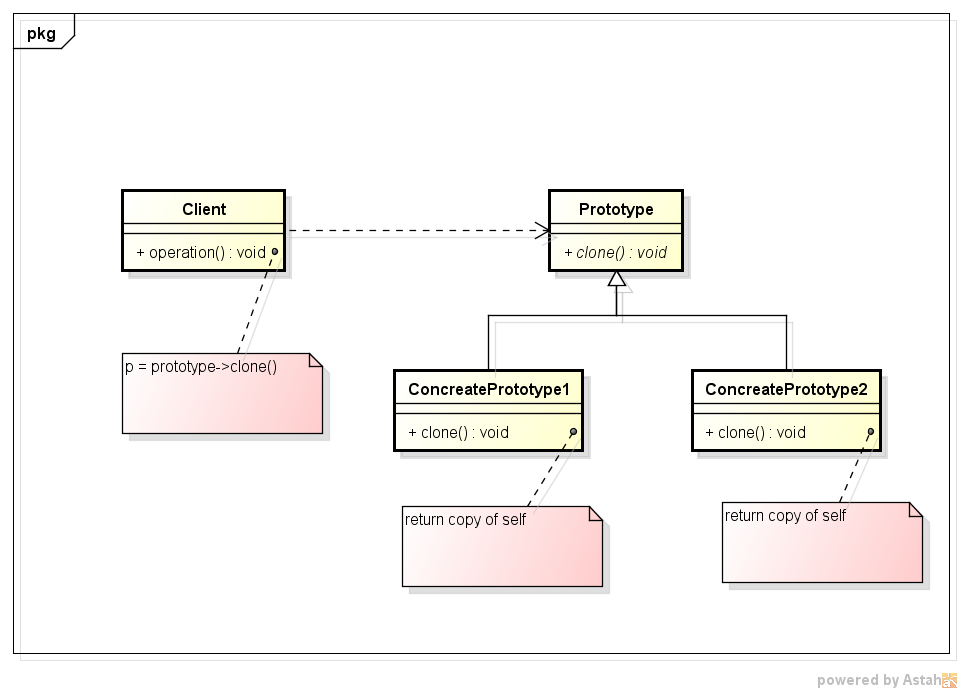 pkg
Client
+ operation() : void
Prototype
+ clone() : void
p = prototype->clone()
ConcreatePrototype1
+ clone() : void
ConcreatePrototype2
+ clone() : void
return copy of self
return copy of self
powered by Astah